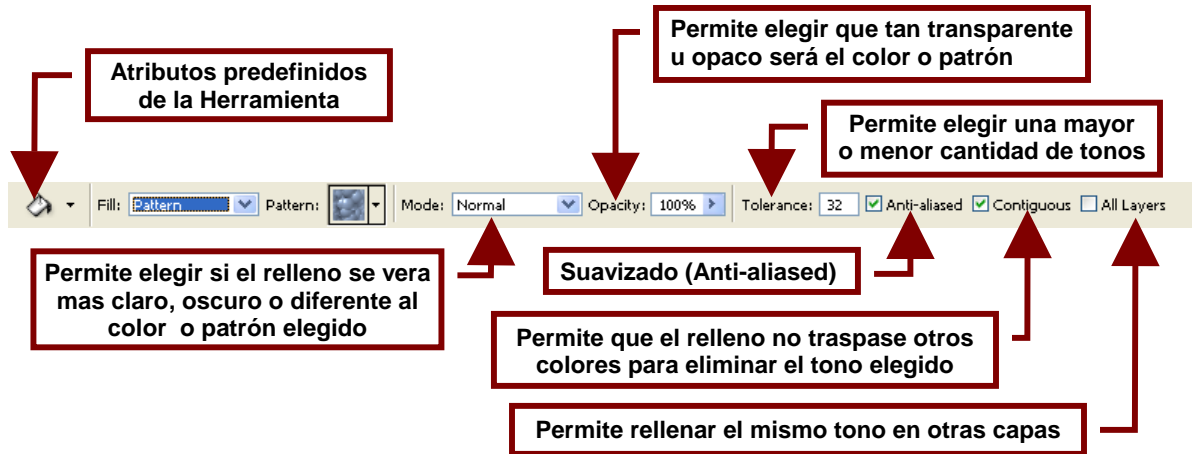 Permite elegir que tan transparente
u opaco será el color o patrón
Atributos predefinidos
de la Herramienta
Permite elegir una mayor
o menor cantidad de tonos
Fill: Pattern Pattern: Mode: Normal Opacity: 100% Tolerance: 32 Anti-aliased Contiguous All Layers
Permite elegir si el relleno se vera
mas claro, oscuro o diferente al
color o patrón elegido
Suavizado (Anti-aliased)
Permite que el relleno no traspase otros
colores para eliminar el tono elegido
Permite rellenar el mismo tono en otras capas